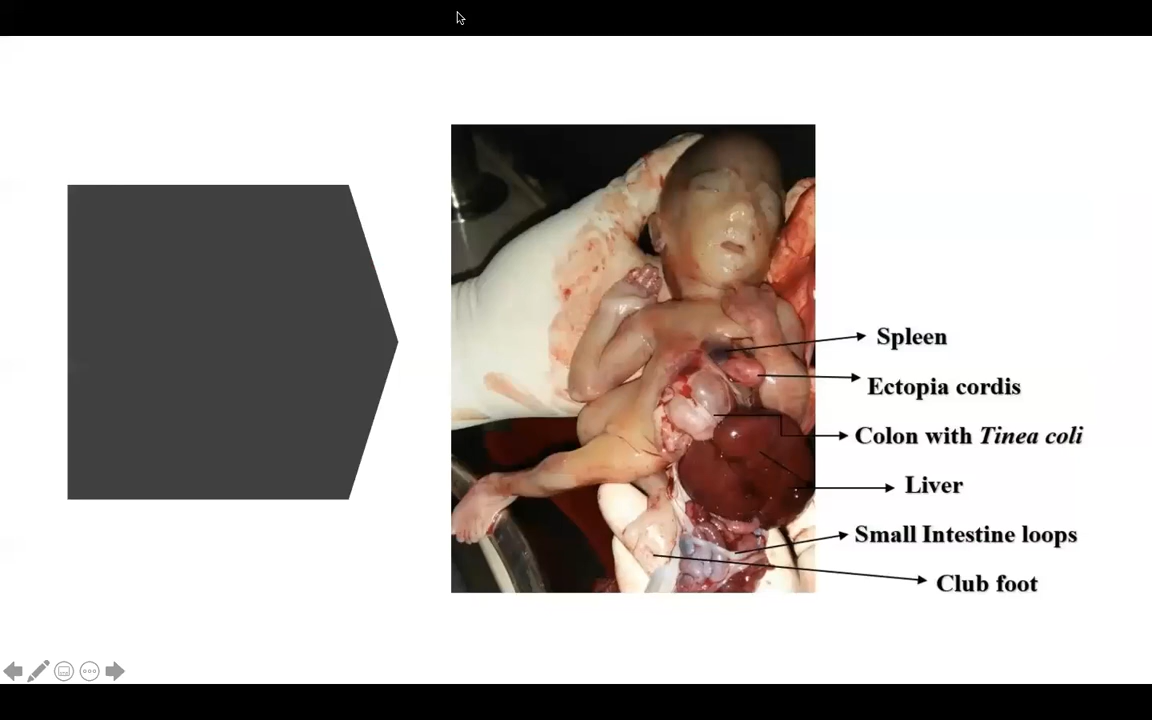 Spleen
Ectopia cordis
Colon with Tinea coli
Liver
Small Intestine loops
Club foot